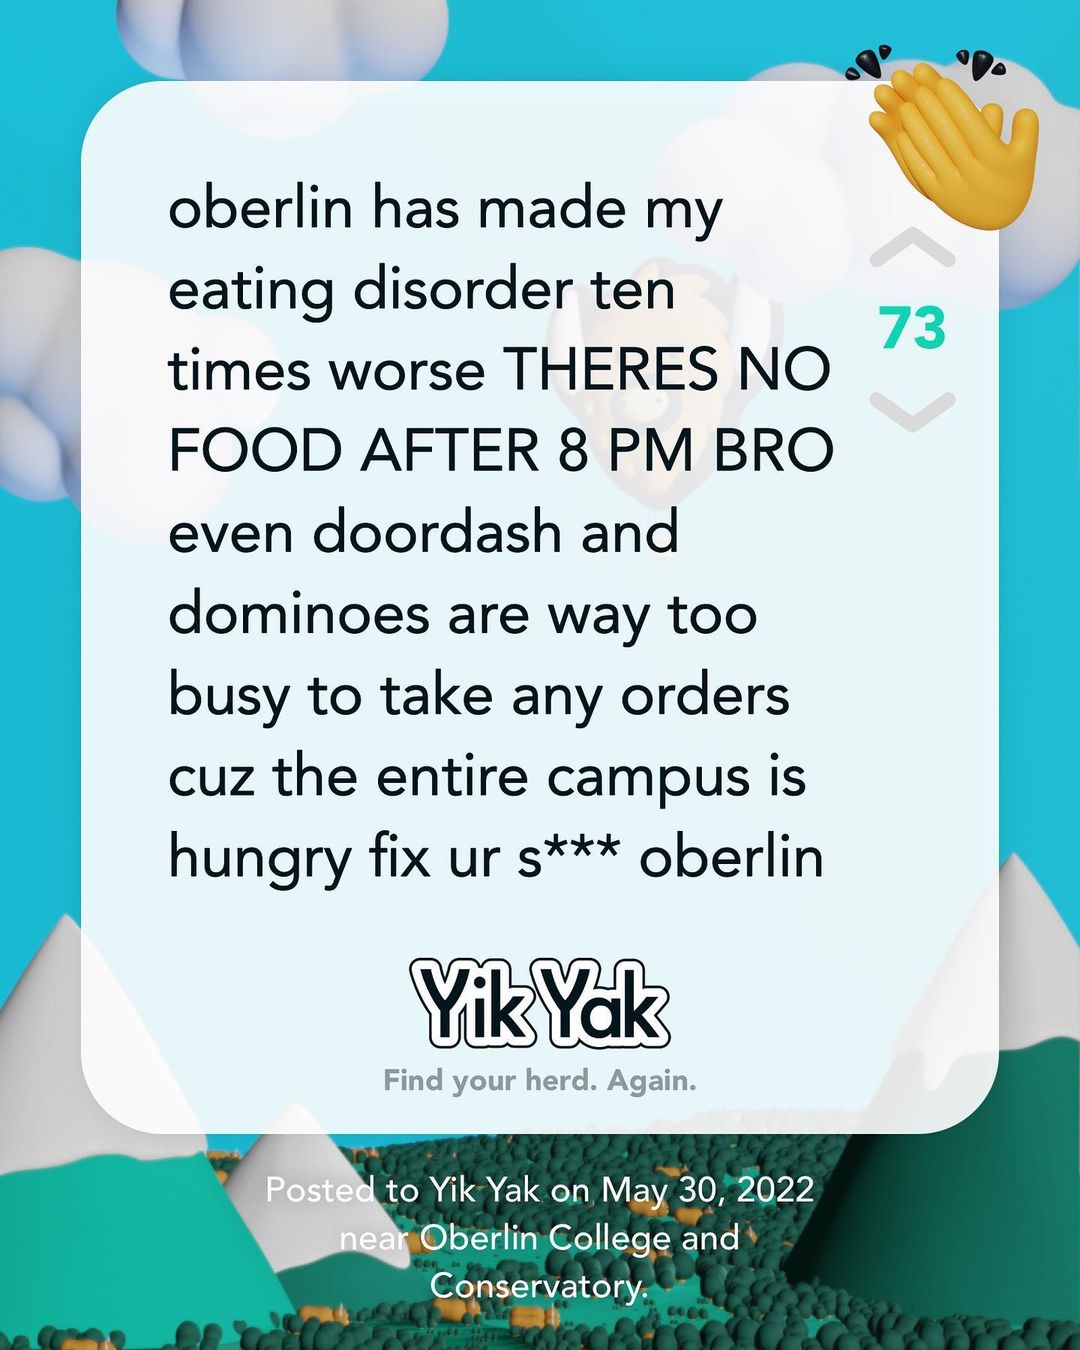 oberlin has made my
eating disorder ten
times worse THERES NO
FOOD AFTER 8 PM BRO
even doordash and
dominoes are way too
busy to take any orders
cuz the entire campus is
hungry fix ur s*** oberlin
73
Yik Yak
Find your herd. Again.
Posted to Yik Yak on May 30, 2022
near Oberlin College and
Conservatory.